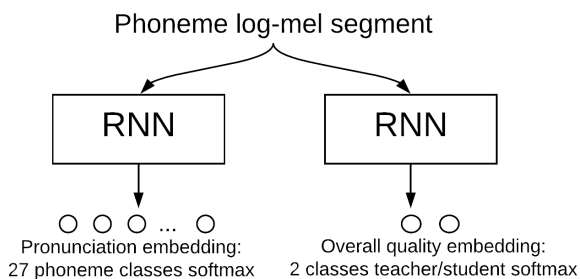 Phoneme log-mel segment
RNN
RNN
...
Pronunciation embedding:
27 phoneme classes softmax
Overall quality embedding:
2 classes teacher/student softmax